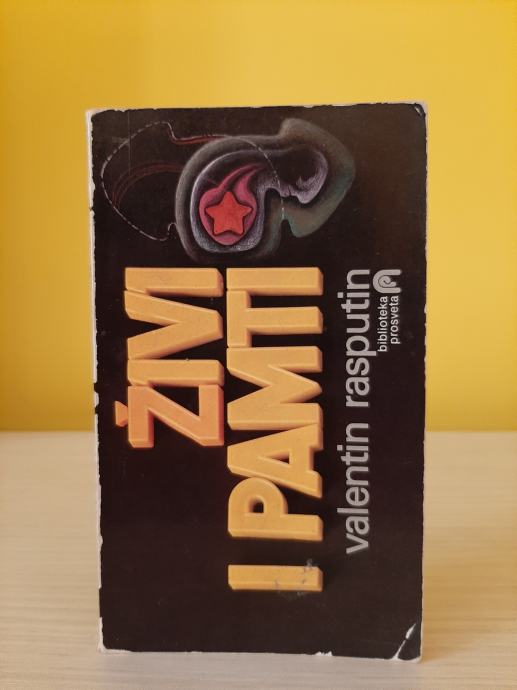 ŽIVI
I PAMTI
valentin rasputin
biblioteka
prosveta